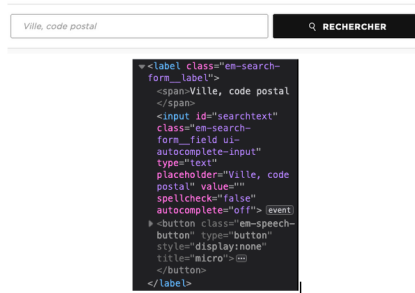 Ville, code postal
RECHERCHER
<label class="em-search-
form__label">
<span>Ville, code postal
</span>
<input id="searchtext"
class="em-search-
form__field ui-
autocomplete-input"
type="text"
placeholder="Ville, code
postal" value=""
spellcheck="false"
autocomplete="off"> event
<button class="em-speech-
button" type="button"
style="display:none"
title="micro">…
</button>
</label>